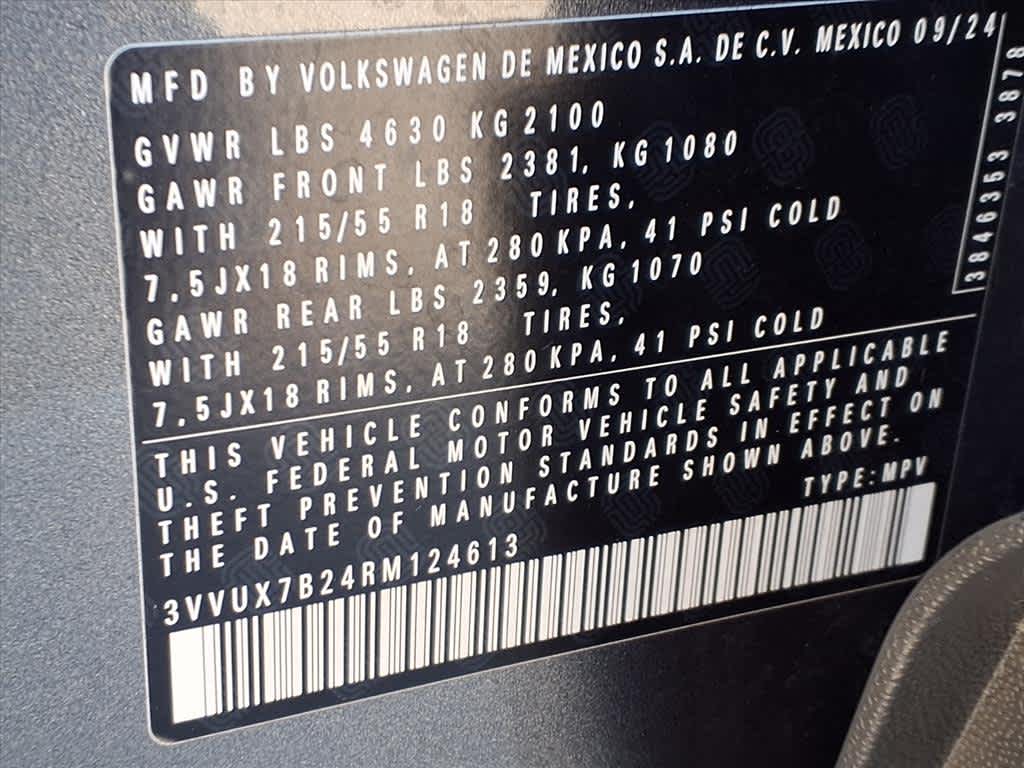 MFD BY VOLKSWAGEN DE MEXICO S.A. DE C.V. MEXICO 09/24
GVWR LBS 4630 KG 2100
GAWR FRONT LBS 2381, KG 1080
WITH 215/55 R18 TIRES,
7.5JX18 RIMS, AT 280 KPA, 41 PSI COLD
GAWR REAR LBS 2359, KG 1070
WITH 215/55 R18 TIRES,
7.5JX18 RIMS, AT 280 KPA, 41 PSI COLD
THIS VEHICLE CONFORMS TO ALL APPLICABLE
U.S. FEDERAL MOTOR VEHICLE SAFETY AND
THEFT PREVENTION STANDARDS IN EFFECT ON
THE DATE OF MANUFACTURE SHOWN ABOVE.
TYPE:MPV
3VVUX7B24RM124613
3846353 3878